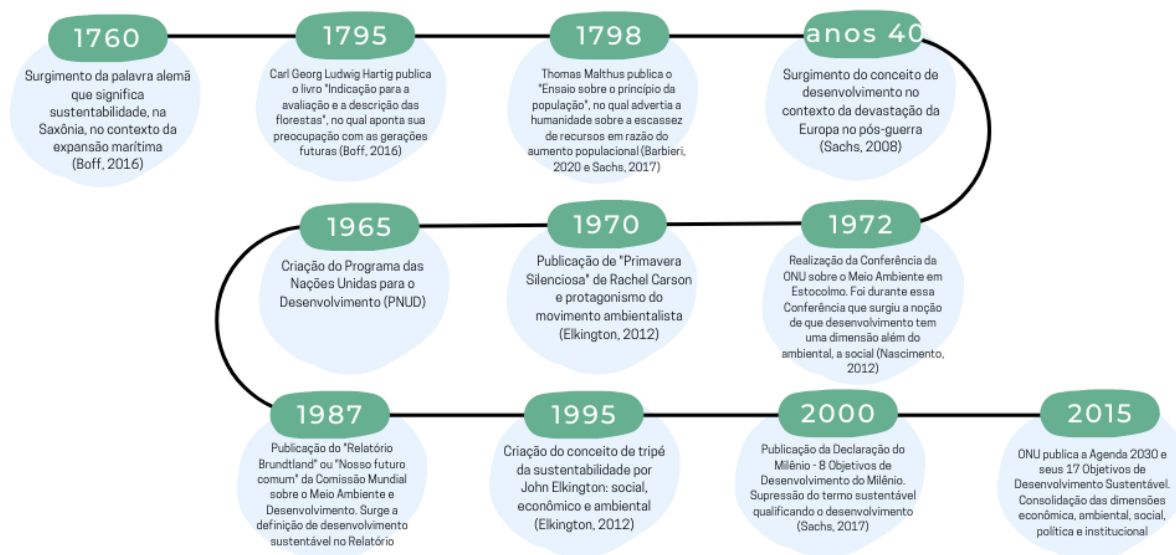 1760
Surgimento da palavra alemã
que significa
sustentabilidade, na
Saxônia, no contexto da
expansão marítima
(Boff, 2016)
1795
Carl Georg Ludwig Hartig publica
o livro "Indicação para a
avaliação e a descrição das
florestas", no qual aponta sua
preocupação com as gerações
futuras (Boff, 2016)
1798
Thomas Malthus publica o
"Ensaio sobre o princípio da
população", no qual advertia a
humanidade sobre a escassez
de recursos em razão do
aumento populacional (Barbieri,
2020 e Sachs, 2017)
anos 40
Surgimento do conceito de
desenvolvimento no
contexto da devastação da
Europa no pós-guerra
(Sachs, 2008)
1965
Criação do Programa das
Nações Unidas para o
Desenvolvimento (PNUD)
1970
Publicação de "Primavera
Silenciosa" de Rachel Carson
e protagonismo do
movimento ambientalista
(Elkington, 2012)
1972
Realização da Conferência da
ONU sobre o Meio Ambiente em
Estocolmo. Foi durante essa
Conferência que surgiu a noção
de que desenvolvimento tem
uma dimensão além do
ambiental, a social (Nascimento,
2012)
1987
Publicação do "Relatório
Brundtland" ou "Nosso futuro
comum" da Comissão Mundial
sobre o Meio Ambiente e
Desenvolvimento. Surge a
definição de desenvolvimento
sustentável no Relatório
1995
Criação do conceito de tripé
da sustentabilidade por
John Elkington: social,
econômico e ambiental
(Elkington, 2012)
2000
Publicação da Declaração do
Milênio - 8 Objetivos de
Desenvolvimento do Milênio.
Supressão do termo sustentável
qualificando o desenvolvimento
(Sachs, 2017)
2015
ONU publica a Agenda 2030 e
seus 17 Objetivos de
Desenvolvimento Sustentável.
Consolidação das dimensões
econômica, ambiental, social,
política e institucional